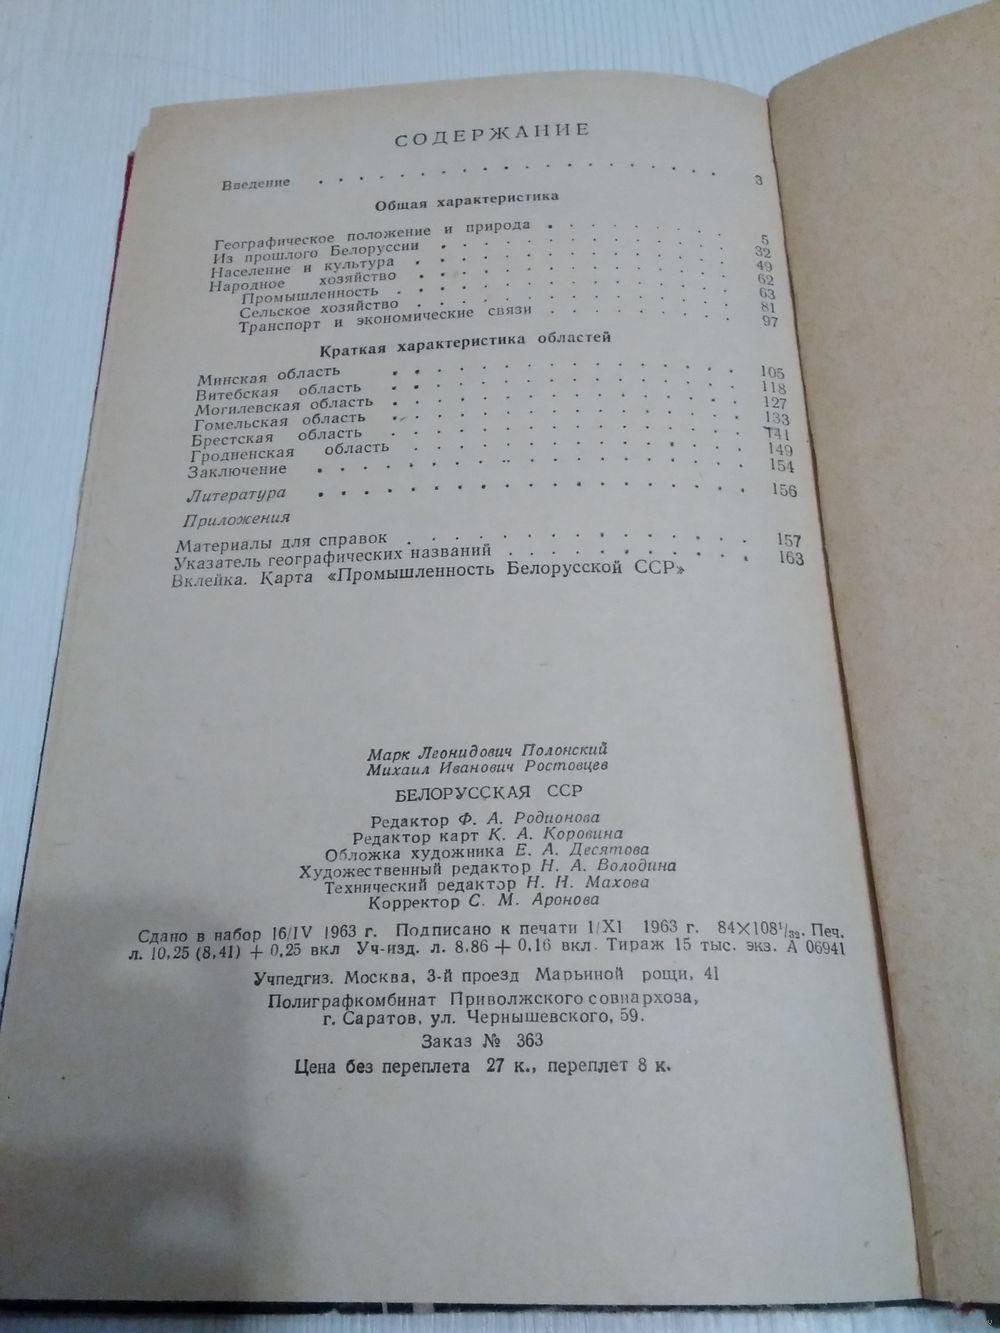 СОДЕРЖАНИЕ
Введение . . . . . . . . . . . . . . . . 3
Общая характеристика
Географическое положение и природа . . . . . . . . 5
Из прошлого Белоруссии . . . . . . . . . . . . 32
Население и культура . . . . . . . . . . . . . 49
Народное хозяйство . . . . . . . . . . . . . 62
Промышленность . . . . . . . . . . . . . 63
Сельское хозяйство . . . . . . . . . . . . 81
Транспорт и экономические связи . . . . . . . . 97
Краткая характеристика областей
Минская область . . . . . . . . . . . . . . 105
Витебская область . . . . . . . . . . . . . . 118
Могилевская область . . . . . . . . . . . . . 127
Гомельская область . . . . . . . . . . . . . 133
Брестская область . . . . . . . . . . . . . . 141
Гродненская область . . . . . . . . . . . . . 149
Заключение . . . . . . . . . . . . . . . . 154
Литература . . . . . . . . . . . . . . . . 156
Приложения
Материалы для справок . . . . . . . . . . . . 157
Указатель географических названий . . . . . . . . . 163
Вклейка. Карта «Промышленность Белорусской ССР»
Марк Леонидович Полонский
Михаил Иванович Ростовцев
БЕЛОРУССКАЯ ССР
Редактор Ф. А. Родионова
Редактор карт К. А. Коровина
Обложка художника Е. А. Десятова
Художественный редактор Н. А. Володина
Технический редактор Н. Н. Махова
Корректор С. М. Аронова
Сдано в набор 16/IV 1963 г. Подписано к печати 1/XI 1963 г. 84×108¹/₃₂. Печ.
л. 10,25 (8,41) + 0,25 вкл Уч-изд. л. 8.86 + 0,16 вкл. Тираж 15 тыс. экз. А 06941
Учпедгиз. Москва, 3-й проезд Марьиной рощи, 41
Полиграфкомбинат Приволжского совнархоза,
г. Саратов, ул. Чернышевского, 59.
Заказ № 363
Цена без переплета 27 к., переплет 8 к.